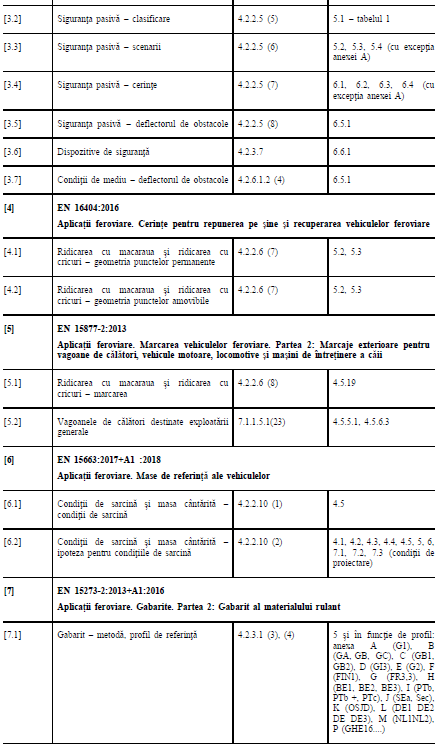 [3.2] Siguranța pasivă – clasificare 4.2.2.5 (5) 5.1 – tabelul 1
[3.3] Siguranța pasivă – scenarii 4.2.2.5 (6) 5.2, 5.3, 5.4 (cu excepția
anexei A)
[3.4] Siguranța pasivă – cerințe 4.2.2.5 (7) 6.1, 6.2, 6.3, 6.4 (cu
excepția anexei A)
[3.5] Siguranța pasivă – deflectorul de obstacole 4.2.2.5 (8) 6.5.1
[3.6] Dispozitive de siguranță 4.2.3.7 6.6.1
[3.7] Condiții de mediu – deflectorul de obstacole 4.2.6.1.2 (4) 6.5.1
[4] EN 16404:2016
Aplicații feroviare. Cerințe pentru repunerea pe șine și recuperarea vehiculelor feroviare
[4.1] Ridicarea cu macaraua și ridicarea cu 4.2.2.6 (7) 5.2, 5.3
cricuri – geometria punctelor permanente
[4.2] Ridicarea cu macaraua și ridicarea cu 4.2.2.6 (7) 5.2, 5.3
cricuri – geometria punctelor amovibile
[5] EN 15877-2:2013
Aplicații feroviare. Marcarea vehiculelor feroviare. Partea 2: Marcaje exterioare pentru
vagoane de călători, vehicule motoare, locomotive și mașini de întreținere a căii
[5.1] Ridicarea cu macaraua și ridicarea cu 4.2.2.6 (8) 4.5.19
cricuri – marcarea
[5.2] Vagoanele de călători destinate exploatării 7.1.1.5.1(23) 4.5.5.1, 4.5.6.3
generale
[6] EN 15663:2017+A1 :2018
Aplicații feroviare. Mase de referință ale vehiculelor
[6.1] Condiții de sarcină și masa cântărită – 4.2.2.10 (1) 4.5
condiții de sarcină
[6.2] Condiții de sarcină și masa cântărită – 4.2.2.10 (2) 4.1, 4.2, 4.3, 4.4, 4.5, 5, 6,
ipoteza pentru condițiile de sarcină 7.1, 7.2, 7.3 (condiții de
proiectare)
[7] EN 15273-2:2013+A1:2016
Aplicații feroviare. Gabarite. Partea 2: Gabarit al materialului rulant
[7.1] Gabarit – metodă, profil de referință 4.2.3.1 (3), (4) 5 și în funcție de profil:
anexa A (G1), B
(GA, GB, GC), C (GB1,
GB2), D (GI3), E (G2), F
(FIN1), G (FR3,3), H
(BE1, BE2, BE3), I (PTb,
PTb +, PTc), J (SEa, Sec),
K (OSJD), L (DE1 DE2
DE DE3), M (NL1NL2),
P (GHE16....)